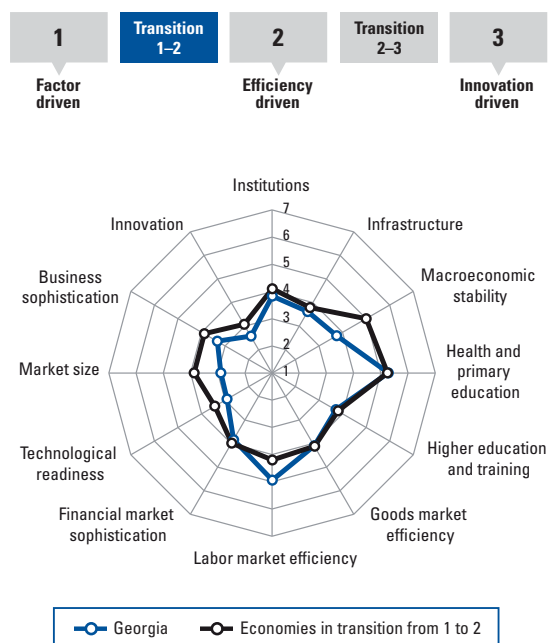 1
Transition
1–2
2
Transition
2–3
3
Factor
driven
Efficiency
driven
Innovation
driven
Institutions
7
Innovation
Infrastructure
6
5
Business
sophistication
Macroeconomic
stability
4
3
2
Market size
1
Health and
primary
education
Technological
readiness
Higher education
and training
Financial market
sophistication
Goods market
efficiency
Labor market efficiency
Georgia
Economies in transition from 1 to 2